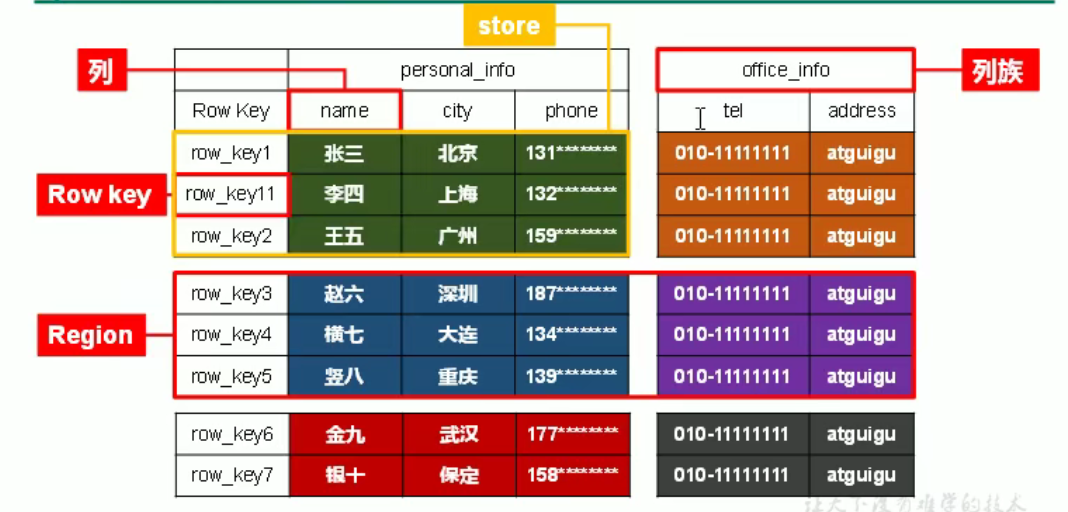 store
列 personal_info office_info 列族
Row Key name city phone tel address
row_key1 张三 北京 131******** 010-11111111 atguigu
Row key row_key11 李四 上海 132******** 010-11111111 atguigu
row_key2 王五 广州 159******** 010-11111111 atguigu
row_key3 赵六 深圳 187******** 010-11111111 atguigu
Region row_key4 横七 大连 134******** 010-11111111 atguigu
row_key5 竖八 重庆 139******** 010-11111111 atguigu
row_key6 金九 武汉 177******** 010-11111111 atguigu
row_key7 银十 保定 158******** 010-11111111 atguigu
让天下没有难学的技术